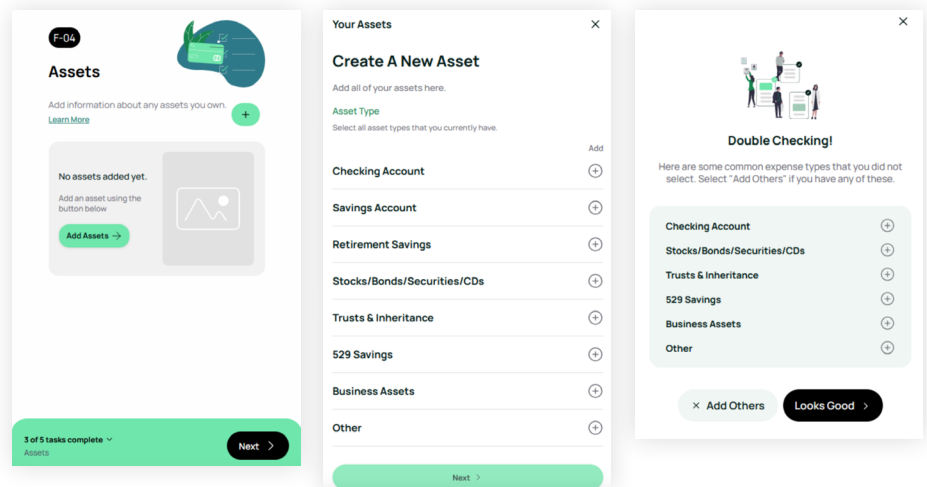 F-04
Assets
Add information about any assets you own.
Learn More
+
No assets added yet.
Add an asset using the
button below
Add Assets →
3 of 5 tasks complete
Assets
Next >
Your Assets
Create A New Asset
Add all of your assets here.
Asset Type
Select all asset types that you currently have.
Add
Checking Account
Savings Account
Retirement Savings
Stocks/Bonds/Securities/CDs
Trusts & Inheritance
529 Savings
Business Assets
Other
Next >
Double Checking!
Here are some common expense types that you did not
select. Select "Add Others" if you have any of these.
Checking Account
Stocks/Bonds/Securities/CDs
Trusts & Inheritance
529 Savings
Business Assets
Other
× Add Others
Looks Good >